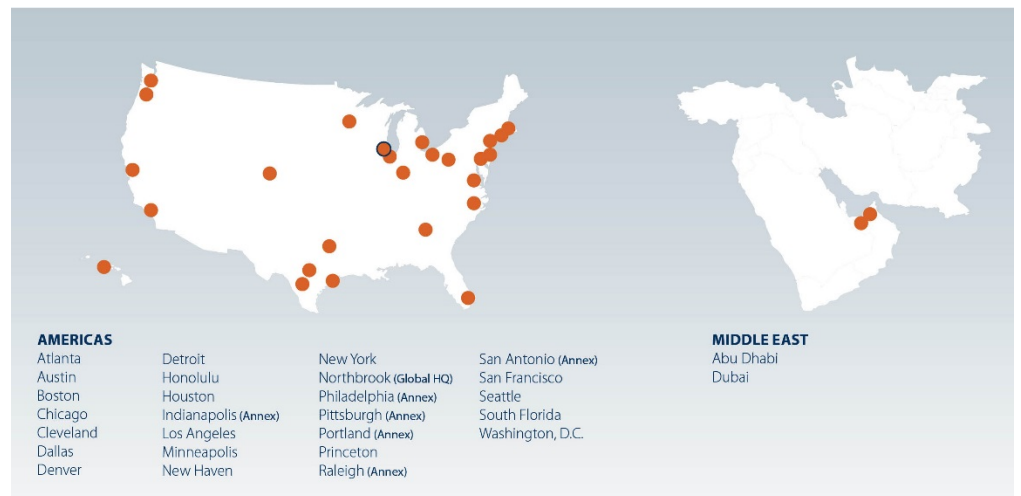 AMERICAS
Atlanta
Austin
Boston
Chicago
Cleveland
Dallas
Denver
Detroit
Honolulu
Houston
Indianapolis (Annex)
Los Angeles
Minneapolis
New Haven
New York
Northbrook (Global HQ)
Philadelphia (Annex)
Pittsburgh (Annex)
Portland (Annex)
Princeton
Raleigh (Annex)
San Antonio (Annex)
San Francisco
Seattle
South Florida
Washington, D.C.
MIDDLE EAST
Abu Dhabi
Dubai